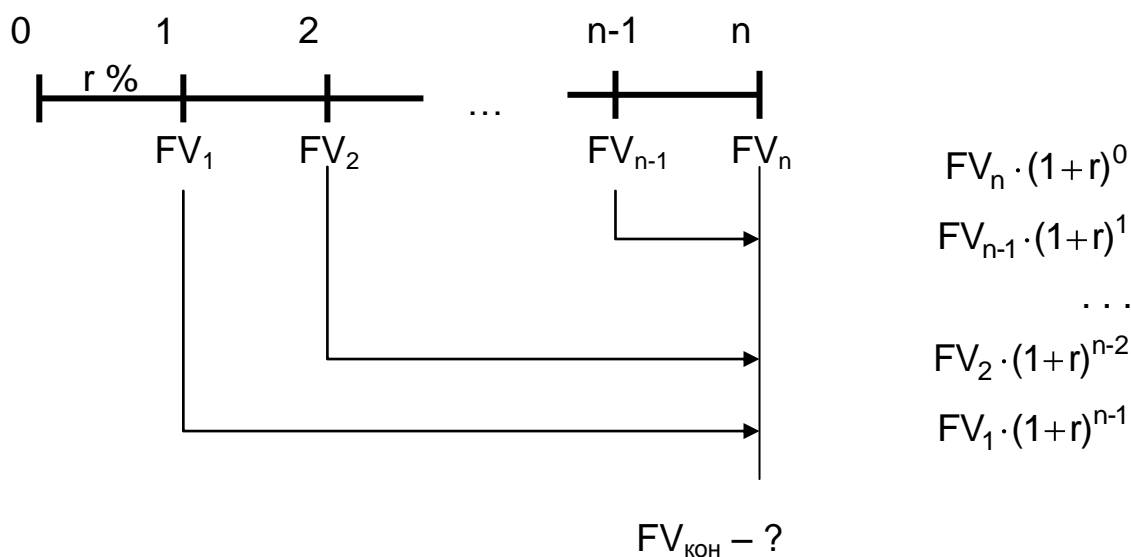 0 1 2 n-1 n
r %
...
FV₁ FV₂ FVₙ₋₁ FVₙ
FVₙ·(1+r)⁰
FVₙ₋₁·(1+r)¹
. . .
FV₂·(1+r)ⁿ⁻²
FV₁·(1+r)ⁿ⁻¹
FVкон – ?